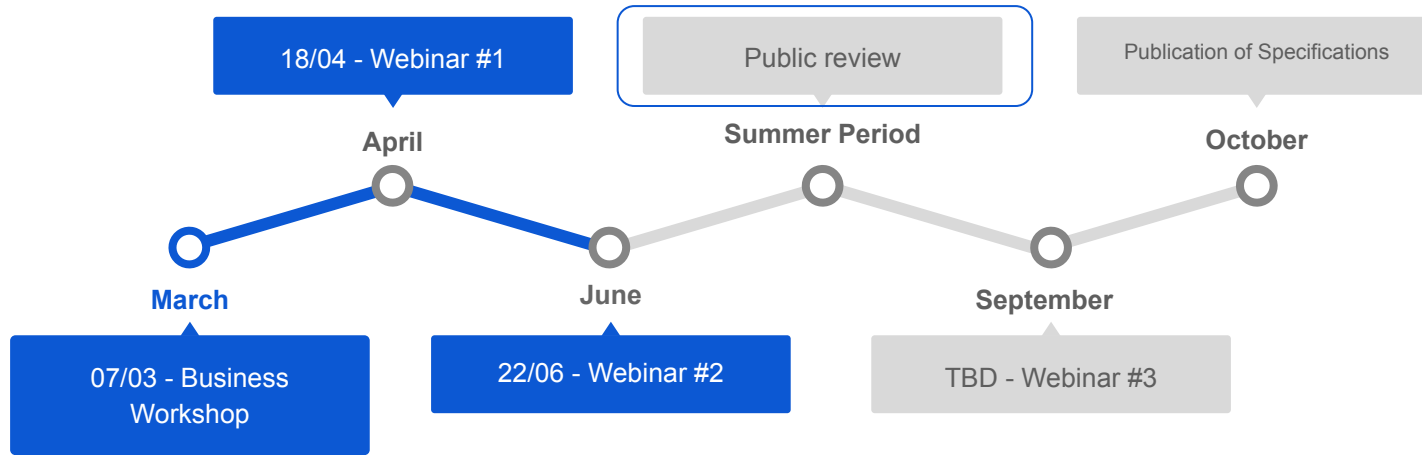 18/04 - Webinar #1
Public review
Publication of Specifications
April
Summer Period
October
March
June
September
07/03 - Business
Workshop
22/06 - Webinar #2
TBD - Webinar #3